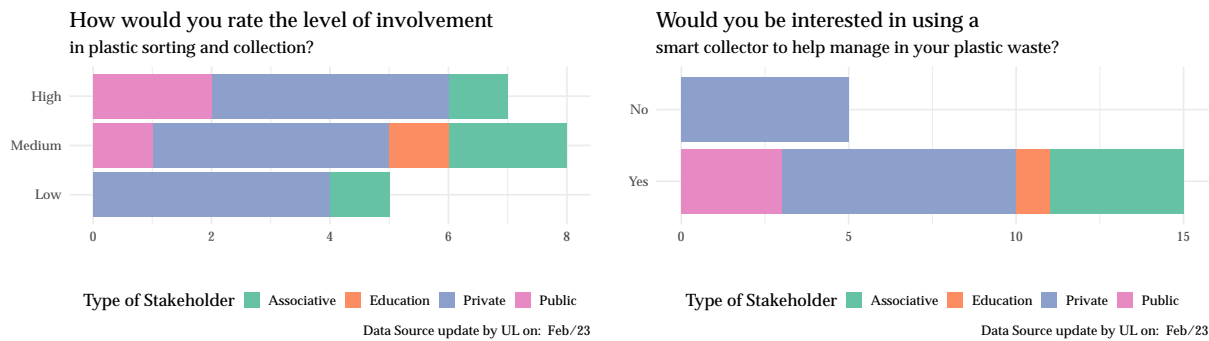 How would you rate the level of involvement
in plastic sorting and collection?
High
Medium
Low
0 2 4 6 8
Type of Stakeholder Associative Education Private Public
Data Source update by UL on: Feb/23
Would you be interested in using a
smart collector to help manage in your plastic waste?
No
Yes
0 5 10 15
Type of Stakeholder Associative Education Private Public
Data Source update by UL on: Feb/23